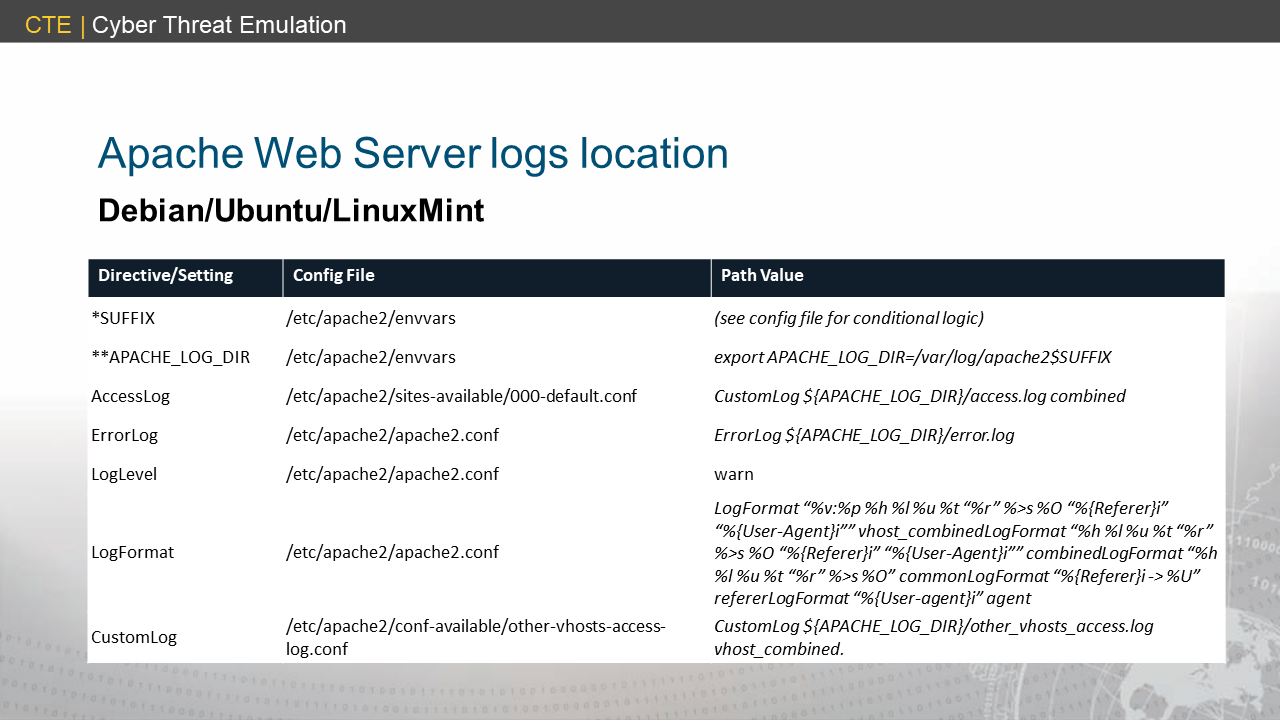 CTE | Cyber Threat Emulation
Apache Web Server logs location
Debian/Ubuntu/LinuxMint
Directive/Setting Config File Path Value
*SUFFIX /etc/apache2/envvars (see config file for conditional logic)
**APACHE_LOG_DIR /etc/apache2/envvars export APACHE_LOG_DIR=/var/log/apache2$SUFFIX
AccessLog /etc/apache2/sites-available/000-default.conf CustomLog ${APACHE_LOG_DIR}/access.log combined
ErrorLog /etc/apache2/apache2.conf ErrorLog ${APACHE_LOG_DIR}/error.log
LogLevel /etc/apache2/apache2.conf warn
LogFormat /etc/apache2/apache2.conf LogFormat “%v:%p %h %l %u %t “%r” %>s %O “%{Referer}i”
“%{User-Agent}i”” vhost_combinedLogFormat “%h %l %u %t “%r”
%>s %O “%{Referer}i” “%{User-Agent}i”” combinedLogFormat “%h
%l %u %t “%r” %>s %O” commonLogFormat “%{Referer}i -> %U”
refererLogFormat “%{User-agent}i” agent
CustomLog /etc/apache2/conf-available/other-vhosts-access-
log.conf
CustomLog ${APACHE_LOG_DIR}/other_vhosts_access.log
vhost_combined.